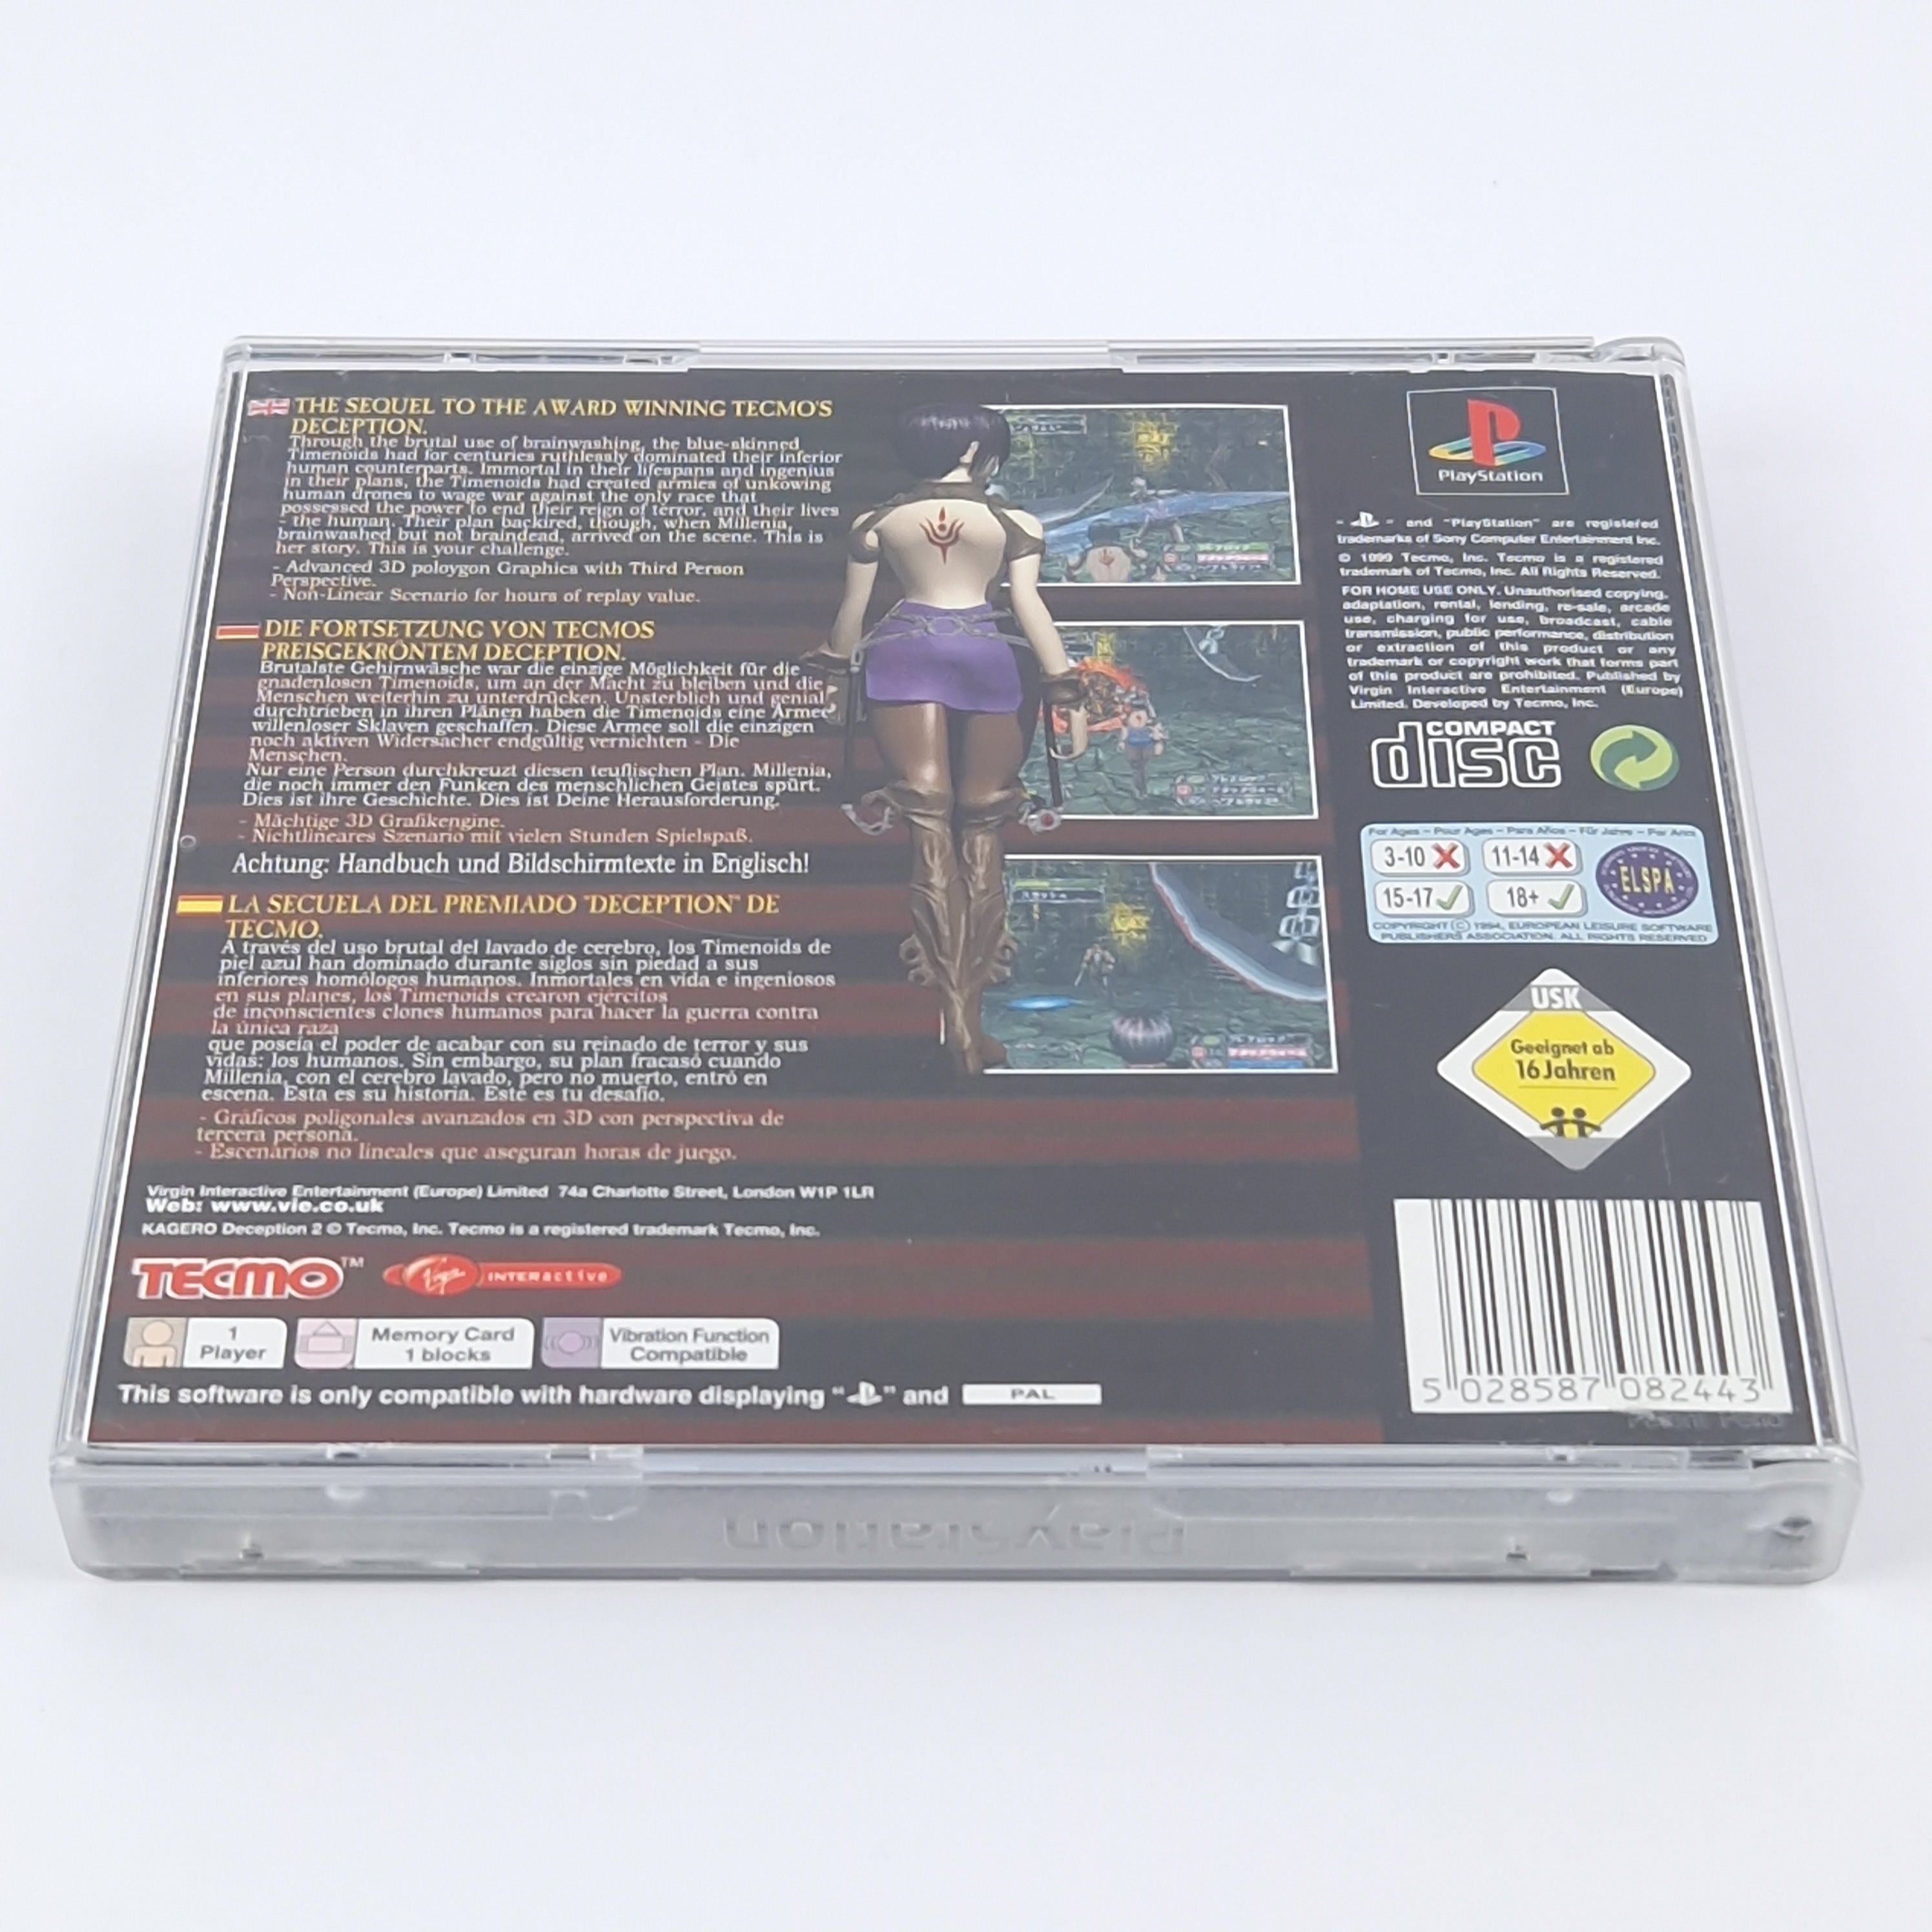 THE SEQUEL TO THE AWARD WINNING TECMO'S
DECEPTION.
Through the brutal use of brainwashing, the blue-skinned
Timenoids had for centuries ruthlessly dominated their inferior
human counterparts. Immortal in their lifespans and ingenius
in their plans, the Timenoids had created armies of unkowing
human drones to wage war against the only race that
possessed the power to end their reign of terror, and their lives
- the human. Their plan backired, though, when Millenia,
brainwashed but not braindead, arrived on the scene. This is
her story. This is your challenge.
- Advanced 3D poloygon Graphics with Third Person
Perspective.
- Non-Linear Scenario for hours of replay value.
DIE FORTSETZUNG VON TECMOS
PREISGEKRÖNTEM DECEPTION.
Brutalste Gehirnwäsche war die einzige Möglichkeit für die
gnadenlosen Timenoids, um an der Macht zu bleiben und die
Menschen weiterhin zu unterdrücken. Unsterblich und genial
durchtrieben in ihren Plänen haben die Timenoids eine Armee
willenloser Sklaven geschaffen. Diese Armee soll die einzigen
noch aktiven Widersacher endgültig vernichten - Die
Menschen.
Nur eine Person durchkreuzt diesen teuflischen Plan. Millenia,
die noch immer den Funken des menschlichen Geistes spürt.
Dies ist ihre Geschichte. Dies ist Deine Herausforderung.
- Mächtige 3D Grafikengine.
- Nichtlineares Szenario mit vielen Stunden Spielspaß.
Achtung: Handbuch und Bildschirmtexte in Englisch!
LA SECUELA DEL PREMIADO "DECEPTION" DE
TECMO.
A través del uso brutal del lavado de cerebro, los Timenoids de
piel azul han dominado durante siglos sin piedad a sus
inferiores homólogos humanos. Inmortales en vida e ingeniosos
en sus planes, los Timenoids crearon ejércitos
de inconscientes clones humanos para hacer la guerra contra
la única raza
que poseía el poder de acabar con su reinado de terror y sus
vidas: los humanos. Sin embargo, su plan fracasó cuando
Millenia, con el cerebro lavado, pero no muerto, entró en
escena. Esta es su historia. Este es tu desafío.
- Gráficos poligonales avanzados en 3D con perspectiva de
tercera persona.
- Escenarios no lineales que aseguran horas de juego.
Virgin Interactive Entertainment (Europe) Limited 74a Charlotte Street, London W1P 1LR
Web: www.vie.co.uk
KAGERO Deception 2 © Tecmo, Inc. Tecmo is a registered trademark Tecmo, Inc.
TECMO™
Virgin INTERactive
1
Player
Memory Card
1 blocks
Vibration Function
Compatible
This software is only compatible with hardware displaying " " and PAL
PlayStation
" " and "PlayStation" are registered
trademarks of Sony Computer Entertainment Inc.
© 1999 Tecmo, Inc. Tecmo is a registered
trademark of Tecmo, Inc. All Rights Reserved.
FOR HOME USE ONLY. Unauthorised copying,
adaptation, rental, lending, re-sale, arcade
use, charging for use, broadcast, cable
transmission, public performance, distribution
or extraction of this product or any
trademark or copyright work that forms part
of this product are prohibited. Published by
Virgin Interactive Entertainment (Europe)
Limited. Developed by Tecmo, Inc.
COMPACT
disc
For Ages – Pour Ages – Para Años – Für Jahre – Per Anni
3-10 11-14
15-17 18+
ELSPA
COPYRIGHT © 1994, EUROPEAN LEISURE SOFTWARE
PUBLISHERS ASSOCIATION. ALL RIGHTS RESERVED
USK
Geeignet ab
16 Jahren
5 028587 082443
PlayStation